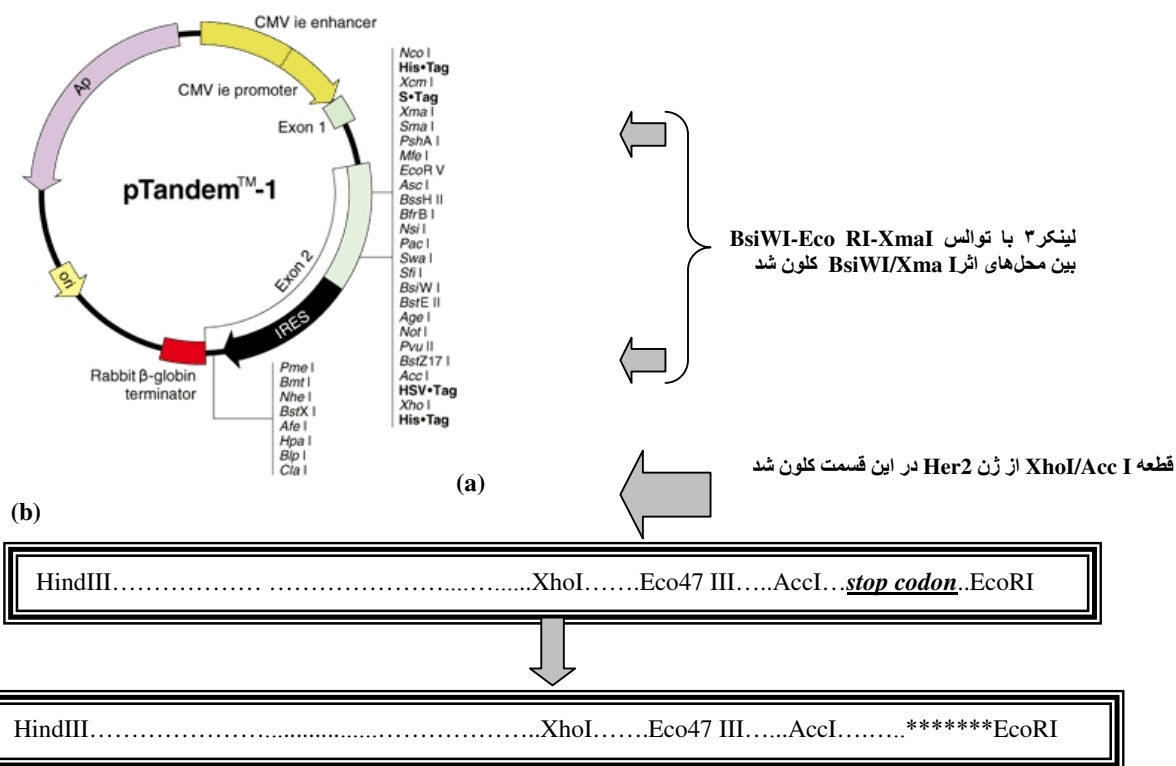 CMV ie enhancer
CMV ie promoter
Exon 1
Ap
pTandem™-1
ori
Exon 2
IRES
Rabbit β-globin
terminator
Nco I
His•Tag
Xcm I
S•Tag
Xma I
Sma I
PshA I
Mfe I
EcoR V
Asc I
BssH II
BfrB I
Nsi I
Pac I
Swa I
Sfi I
BsiW I
BstE II
Age I
Not I
Pvu II
BstZ17 I
Acc I
HSV•Tag
Xho I
His•Tag
Pme I
Bmt I
Nhe I
BstX I
Afe I
Hpa I
Blp I
Cla I
لینکر۳ با توالس BsiWI-Eco RI-XmaI
بین محل‌های اثر BsiWI/Xma I کلون شد
(a)
قطعه XhoI/Acc I از ژن Her2 در این قسمت کلون شد
(b)
HindIII……………… …………………....…......XhoI…….Eco47 III…..AccI…stop codon..EcoRI
HindIII…………………..................………………..XhoI…….Eco47 III…...AccI….…..*******EcoRI